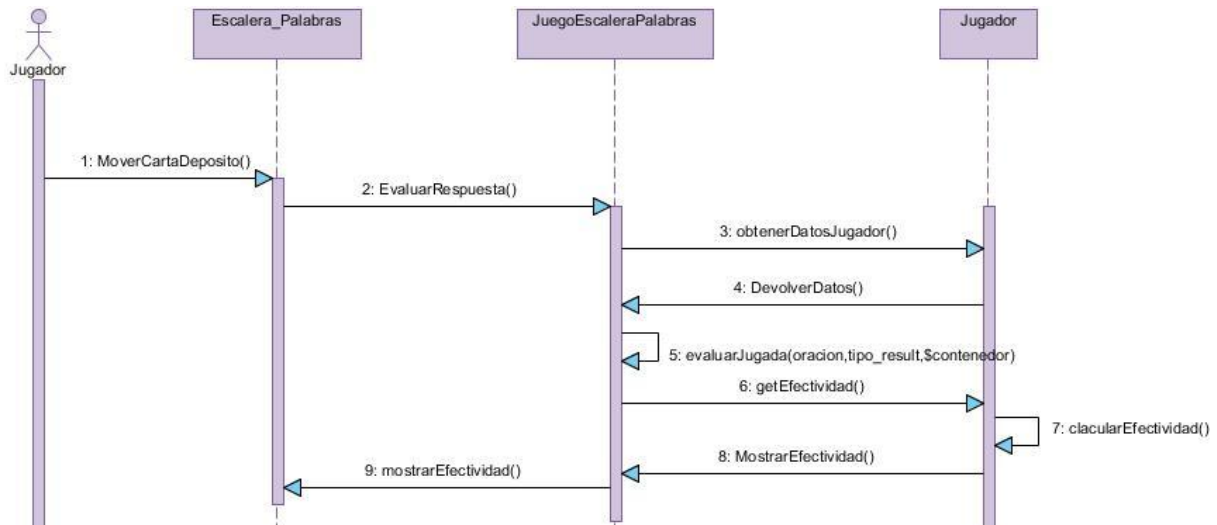 Escalera_Palabras
JuegoEscaleraPalabras
Jugador
Jugador
1: MoverCartaDeposito()
2: EvaluarRespuesta()
3: obtenerDatosJugador()
4: DevolverDatos()
5: evaluarJugada(oracion,tipo_result,$contenedor)
6: getEfectividad()
7: clacularEfectividad()
8: MostrarEfectividad()
9: mostrarEfectividad()